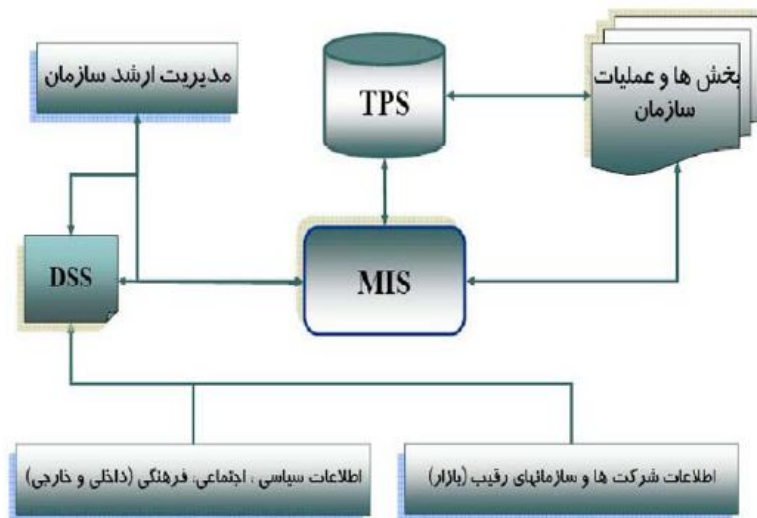 مدیریت ارشد سازمان
TPS
بخش ها و عملیات
سازمان
DSS
MIS
اطلاعات سیاسی ، اجتماعی، فرهنگی (داخلی و خارجی)
اطلاعات شرکت ها و سازمانهای رقیب (بازار)